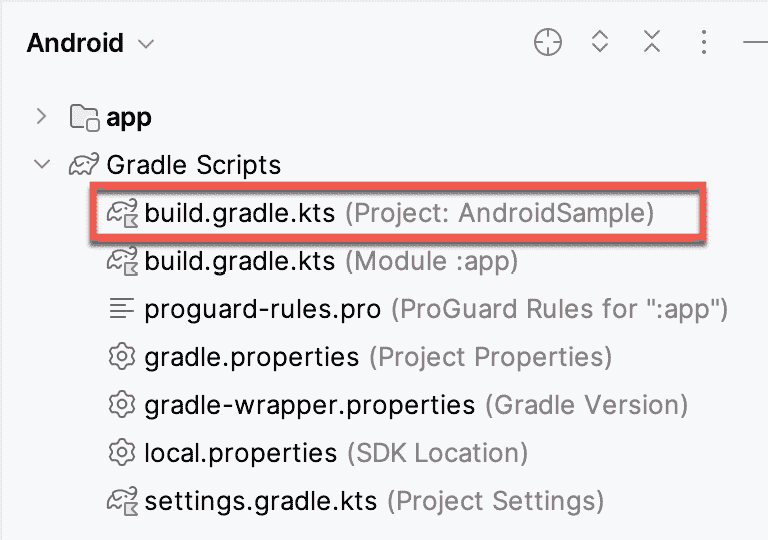 Android
app
Gradle Scripts
build.gradle.kts (Project: AndroidSample)
build.gradle.kts (Module :app)
proguard-rules.pro (ProGuard Rules for ":app")
gradle.properties (Project Properties)
gradle-wrapper.properties (Gradle Version)
local.properties (SDK Location)
settings.gradle.kts (Project Settings)